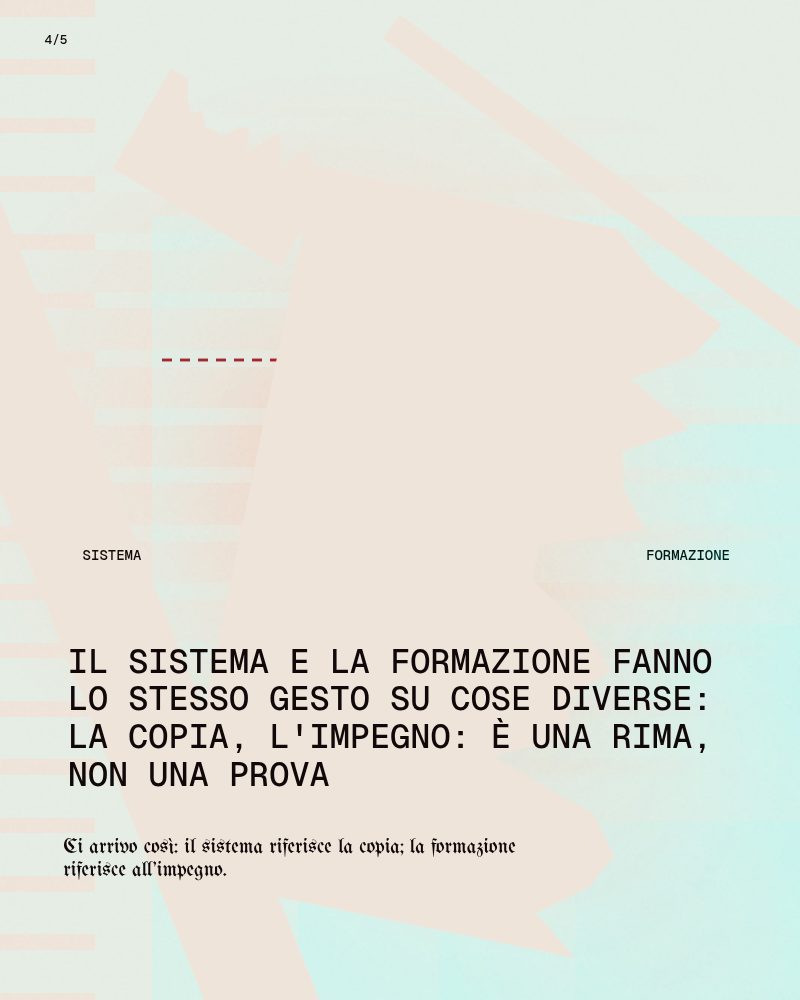 4/5
SISTEMA
FORMAZIONE
IL SISTEMA E LA FORMAZIONE FANNO
LO STESSO GESTO SU COSE DIVERSE:
LA COPIA, L'IMPEGNO: È UNA RIMA,
NON UNA PROVA
Ci arrivo così: il sistema riferisce la copia; la formazione
riferisce all'impegno.